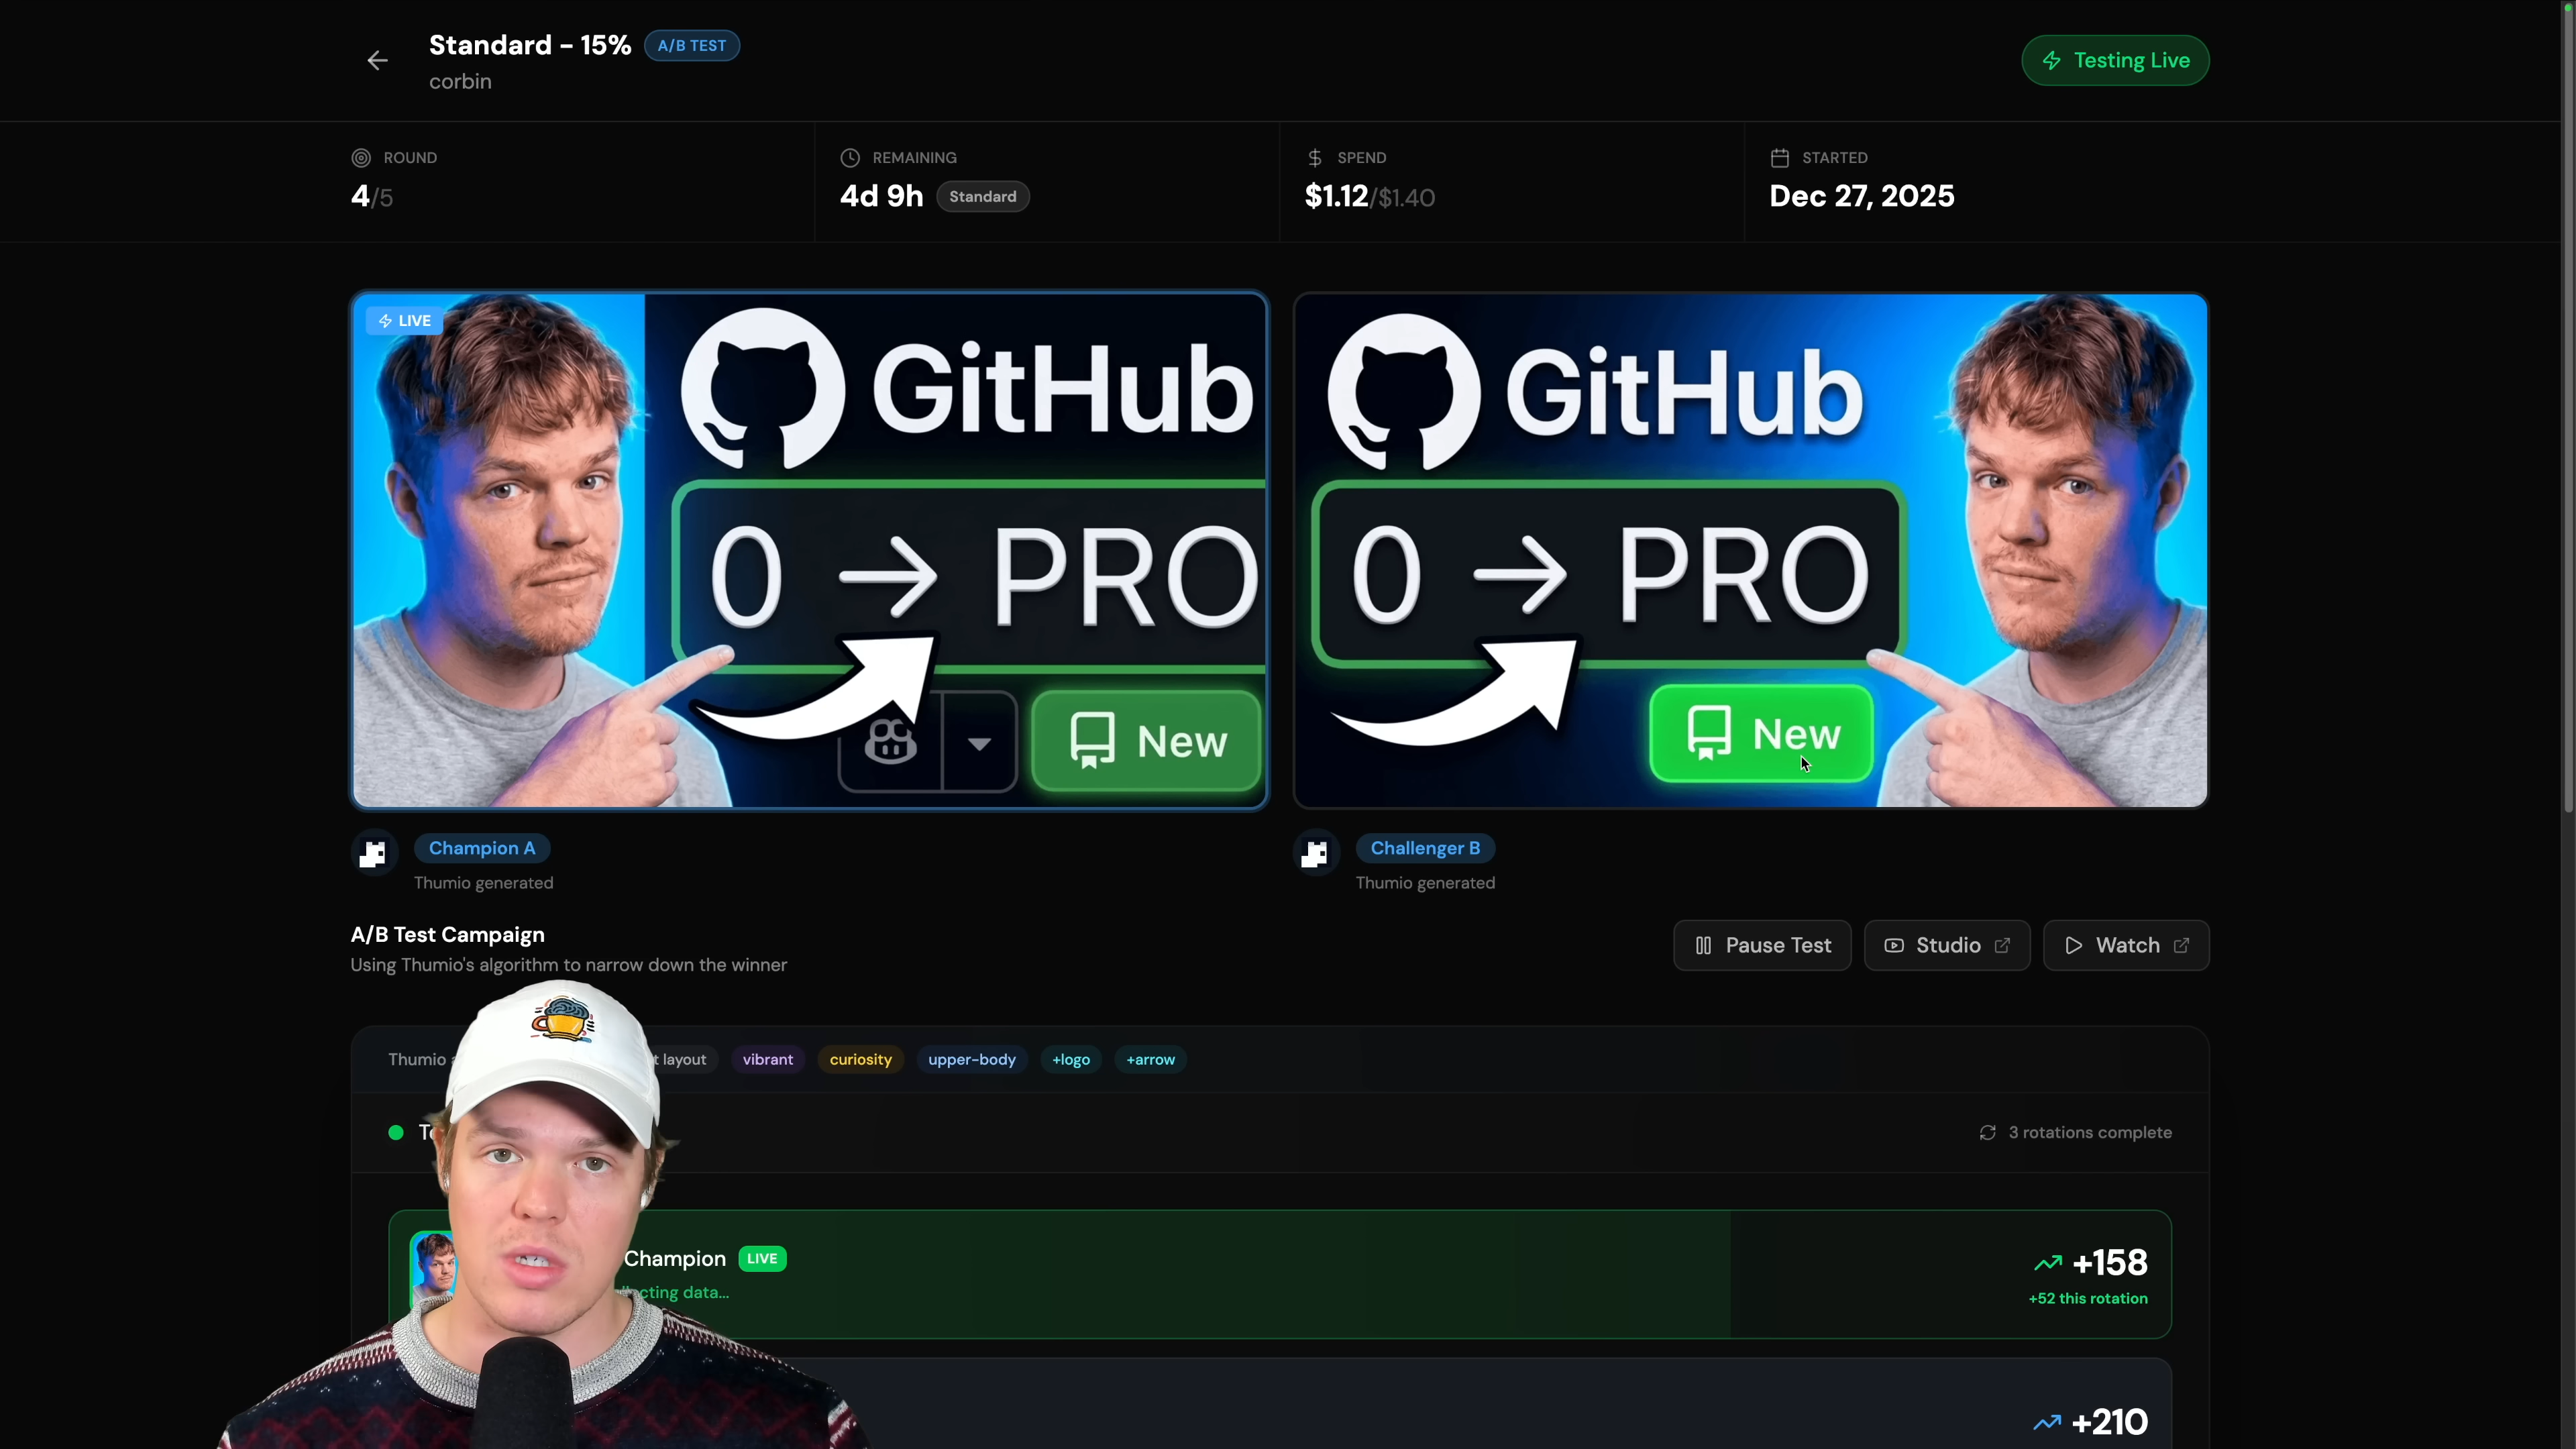 Standard – 15% A/B TEST
corbin
Testing Live
ROUND
4/5
REMAINING
4d 9h Standard
SPEND
$1.12/$1.40
STARTED
Dec 27, 2025
LIVE
GitHub
0 → PRO
New
GitHub
0 → PRO
New
Champion A
Thumio generated
Challenger B
Thumio generated
A/B Test Campaign
Using Thumio's algorithm to narrow down the winner
Pause Test
Studio
Watch
Thumio layout vibrant curiosity upper-body +logo +arrow
3 rotations complete
Champion LIVE
data...
+158
+52 this rotation
+210